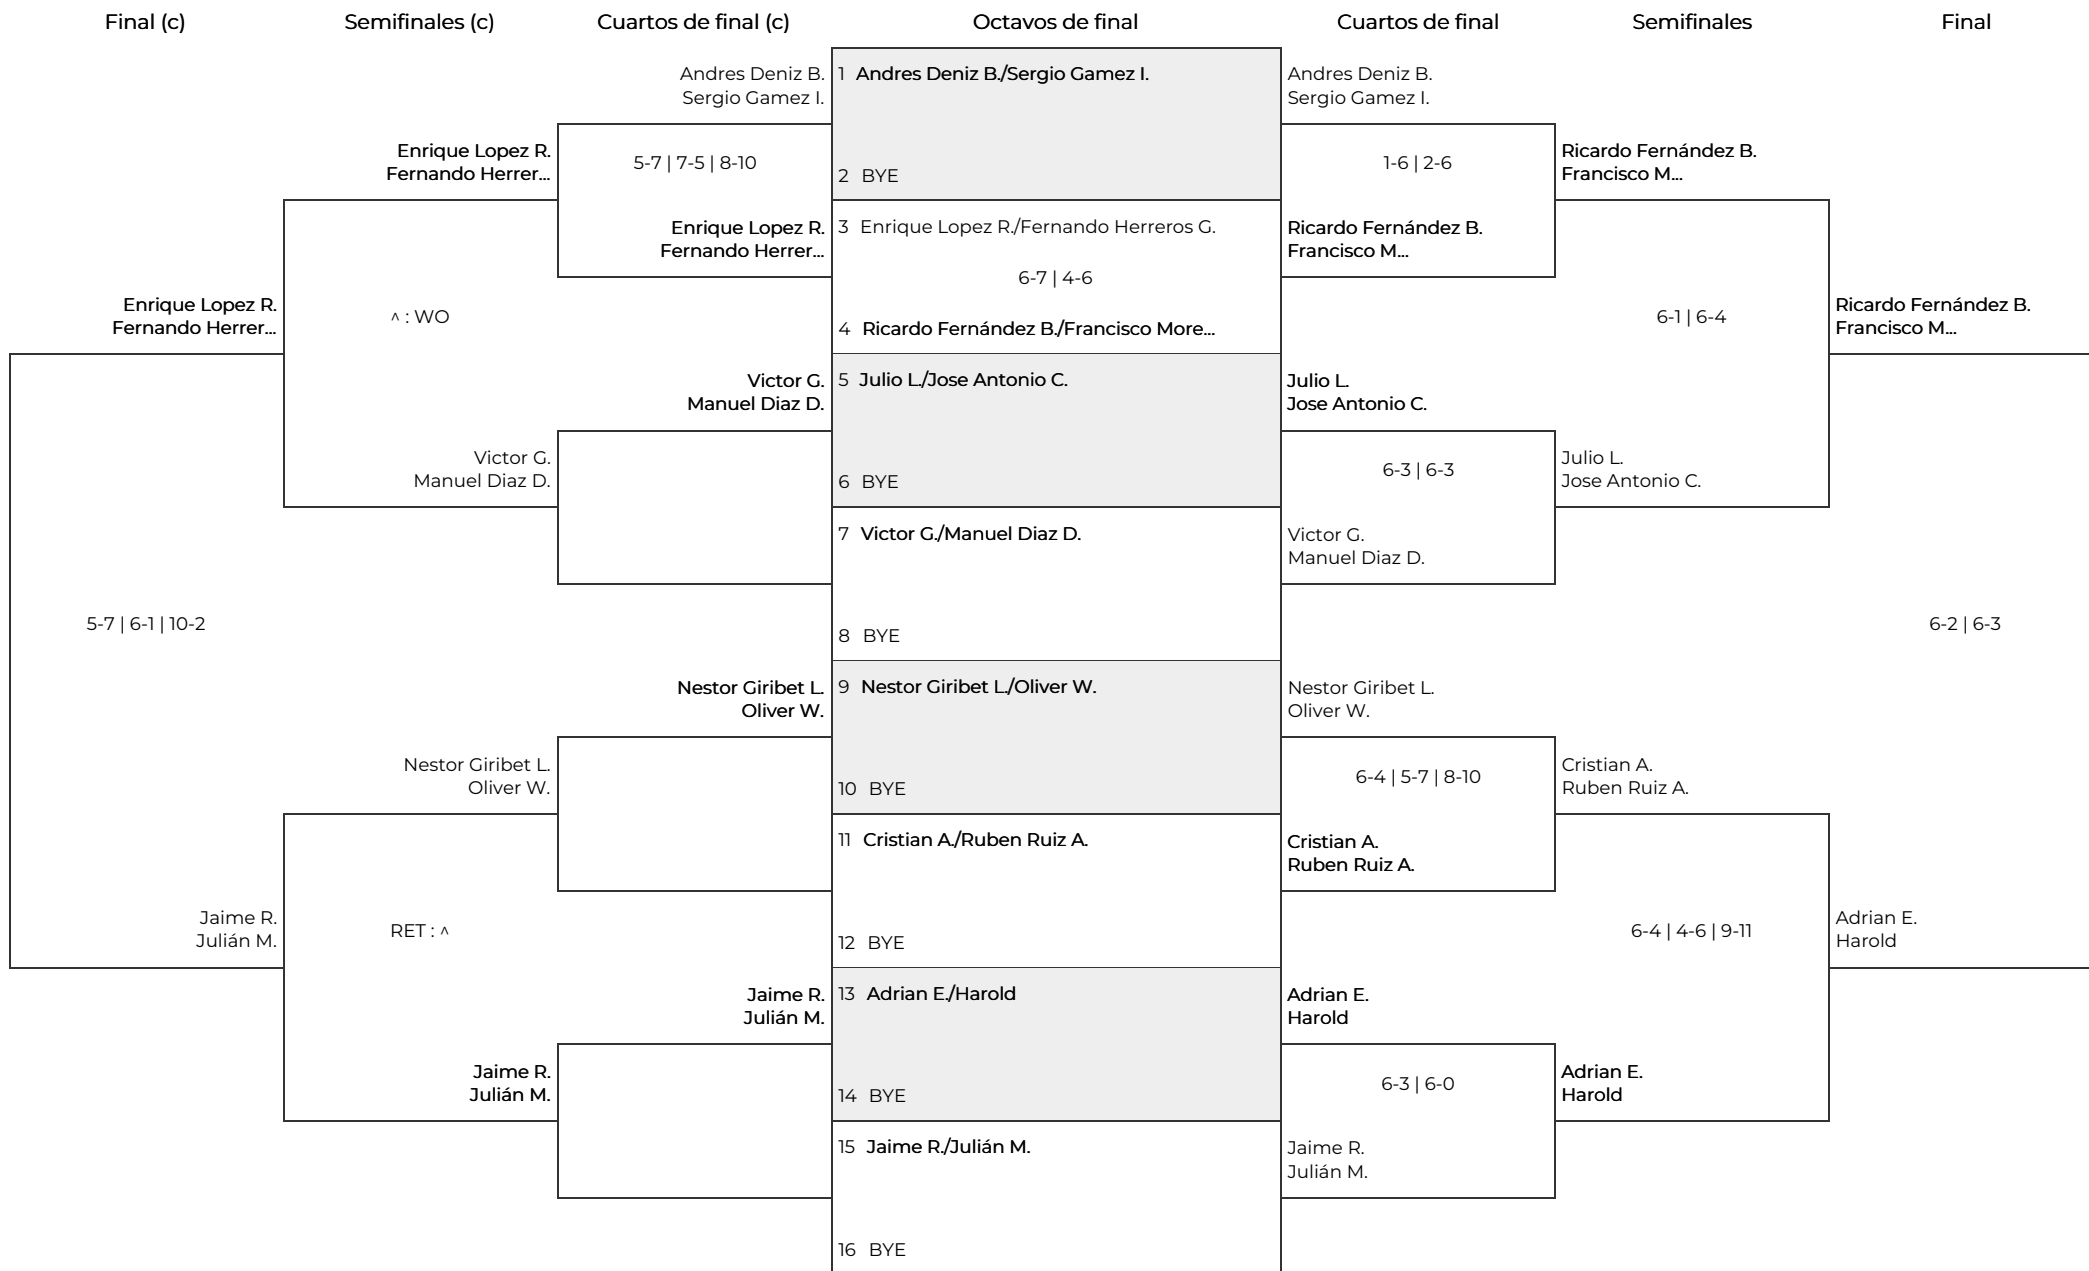 Final (c)
Semifinales (c)
Cuartos de final (c)
Octavos de final
Cuartos de final
Semifinales
Final
Enrique Lopez R.
Fernando Herrer...
5-7 | 6-1 | 10-2
Jaime R.
Julián M.
Enrique Lopez R.
Fernando Herrer...
^ : WO
Victor G.
Manuel Diaz D.
Nestor Giribet L.
Oliver W.
RET : ^
Jaime R.
Julián M.
Andres Deniz B.
Sergio Gamez I.
5-7 | 7-5 | 8-10
Enrique Lopez R.
Fernando Herrer...
Victor G.
Manuel Diaz D.
Nestor Giribet L.
Oliver W.
Jaime R.
Julián M.
1 Andres Deniz B./Sergio Gamez I.
2 BYE
3 Enrique Lopez R./Fernando Herreros G.
6-7 | 4-6
4 Ricardo Fernández B./Francisco More...
5 Julio L./Jose Antonio C.
6 BYE
7 Victor G./Manuel Diaz D.
8 BYE
9 Nestor Giribet L./Oliver W.
10 BYE
11 Cristian A./Ruben Ruiz A.
12 BYE
13 Adrian E./Harold
14 BYE
15 Jaime R./Julián M.
16 BYE
Andres Deniz B.
Sergio Gamez I.
1-6 | 2-6
Ricardo Fernández B.
Francisco M...
Julio L.
Jose Antonio C.
6-3 | 6-3
Victor G.
Manuel Diaz D.
Nestor Giribet L.
Oliver W.
6-4 | 5-7 | 8-10
Cristian A.
Ruben Ruiz A.
Adrian E.
Harold
6-3 | 6-0
Jaime R.
Julián M.
Ricardo Fernández B.
Francisco M...
6-1 | 6-4
Julio L.
Jose Antonio C.
Cristian A.
Ruben Ruiz A.
6-4 | 4-6 | 9-11
Adrian E.
Harold
Ricardo Fernández B.
Francisco M...
6-2 | 6-3
Adrian E.
Harold